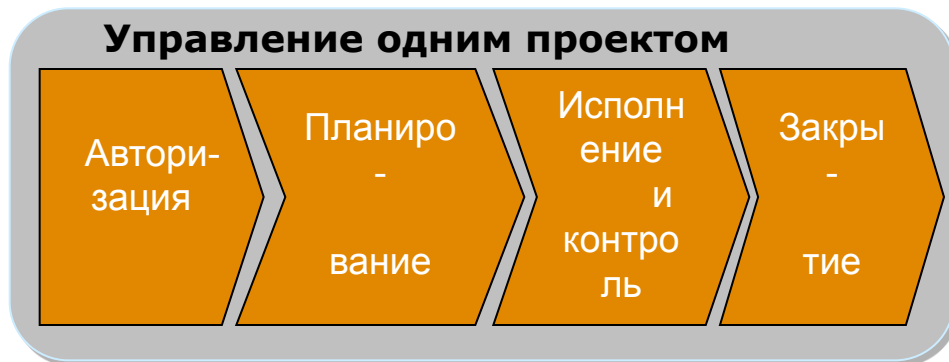 Управление одним проектом
Автори-
зация
Планиро
-
вание
Исполн
ение
и
контро
ль
Закры
-
тие